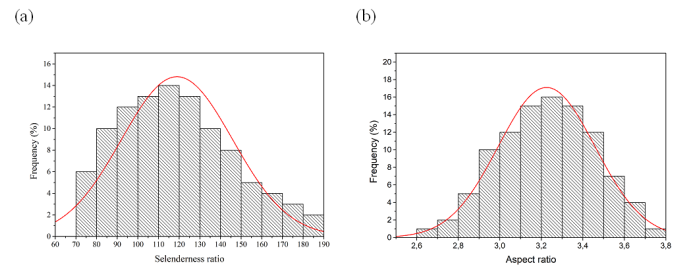 (a)
(b)
Frequency (%)
16
14
12
10
8
6
4
2
0
60 70 80 90 100 110 120 130 140 150 160 170 180 190
Selenderness ratio
Frequency (%)
20
18
16
14
12
10
8
6
4
2
0
2,6 2,8 3,0 3,2 3,4 3,6 3,8
Aspect ratio